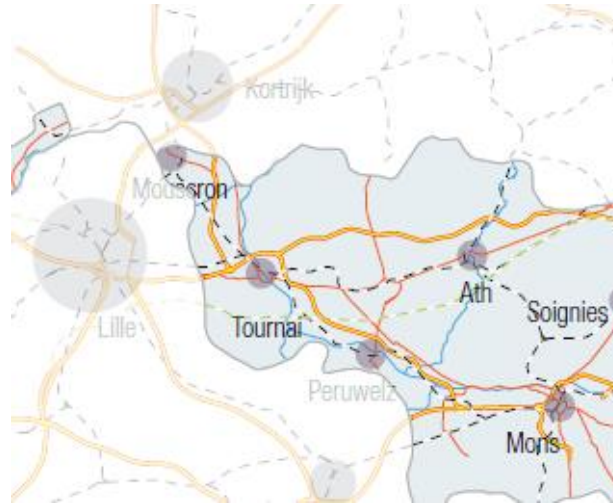 Kortrijk
Mouscron
Lille
Tournai
Ath
Soignies
Peruwelz
Mons